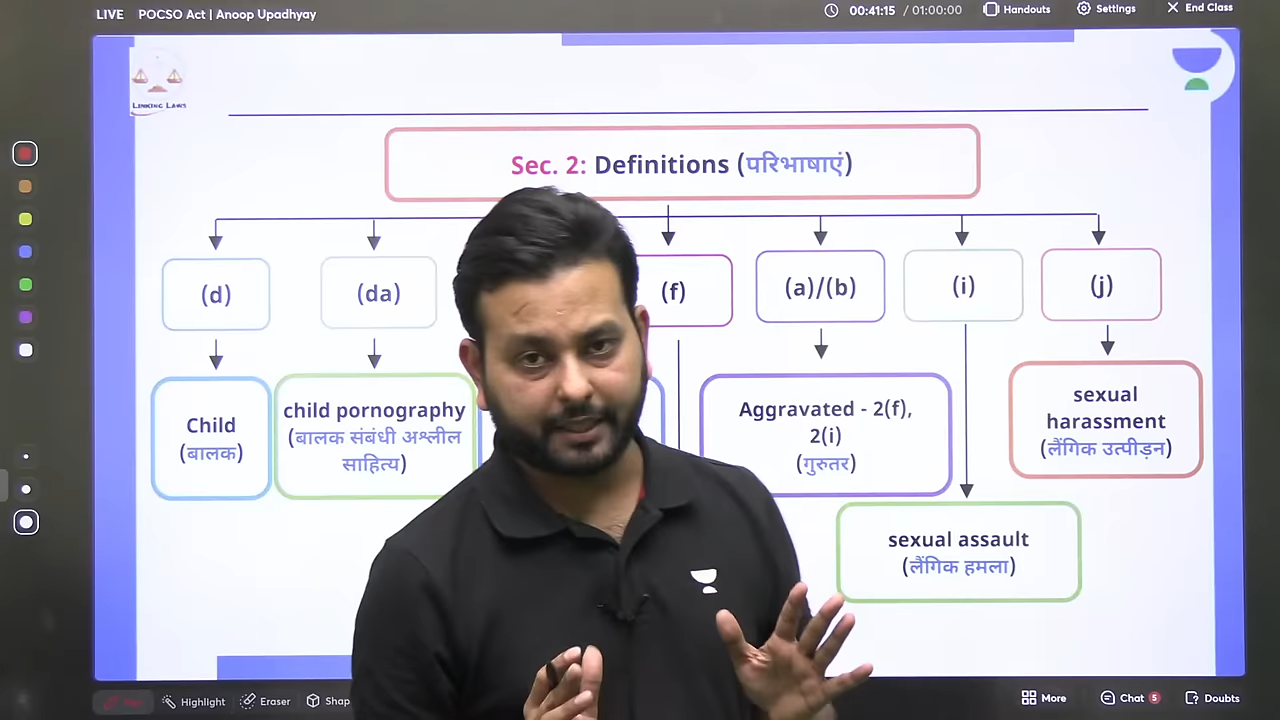 LIVE POCSO Act | Anoop Upadhyay
00:41:15 / 01:00:00
Handouts
Settings
End Class
LINKING LAWS
Sec. 2: Definitions (परिभाषाएं)
(d)
(da)
(f)
(a)/(b)
(i)
(j)
Child
(बालक)
child pornography
(बालक संबंधी अश्लील
साहित्य)
Aggravated - 2(f),
2(i)
(गुरुतर)
sexual
harassment
(लैंगिक उत्पीड़न)
sexual assault
(लैंगिक हमला)
Pen
Highlight
Eraser
Shap
More
Chat 5
Doubts